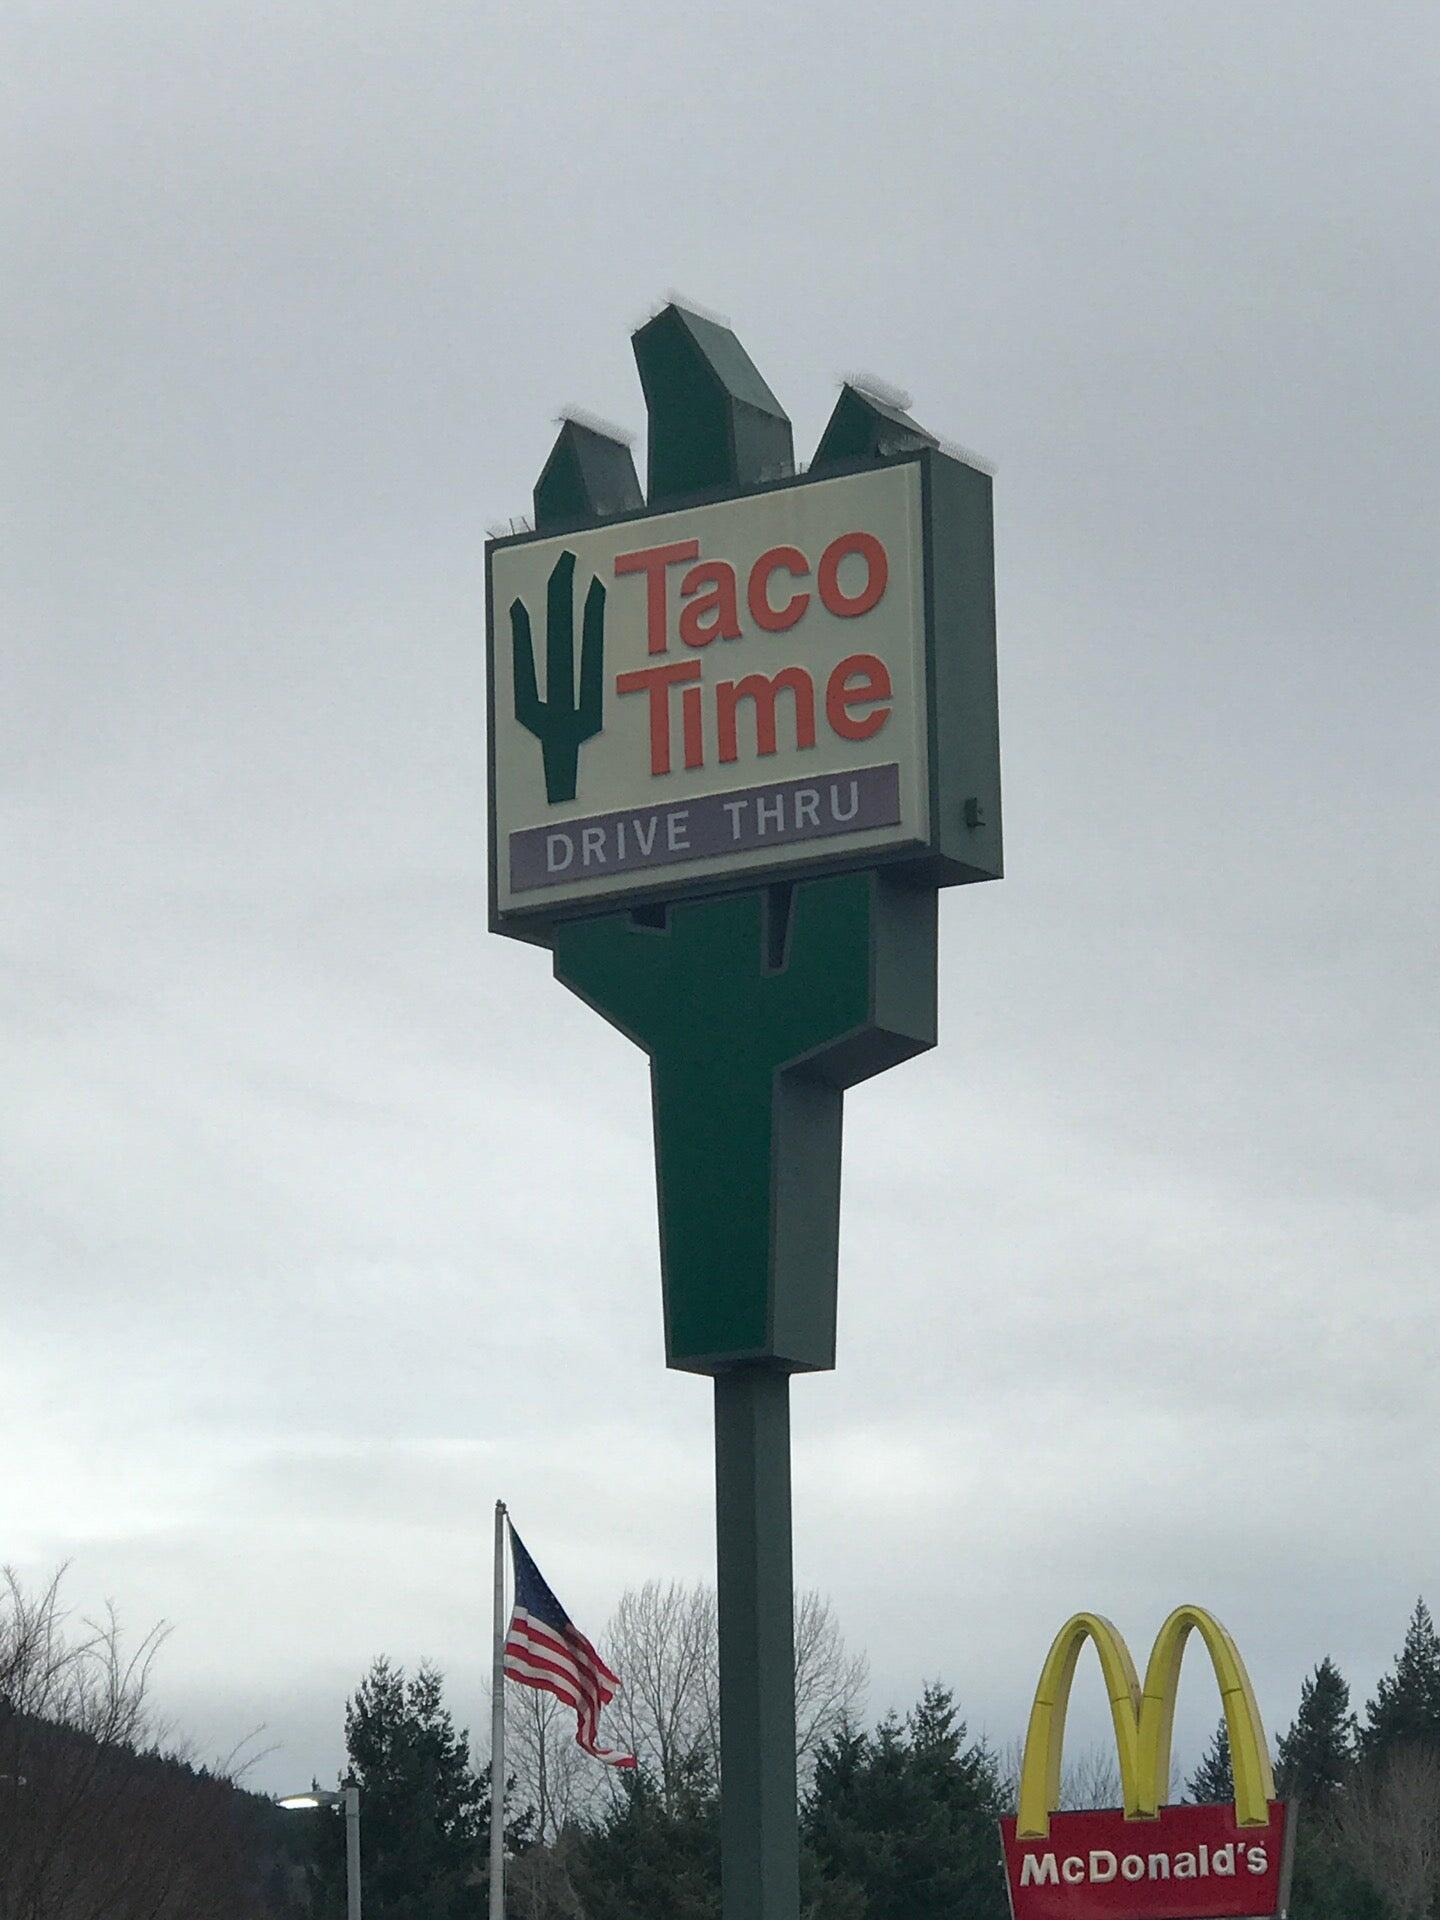 Taco
Time
DRIVE THRU
McDonald's